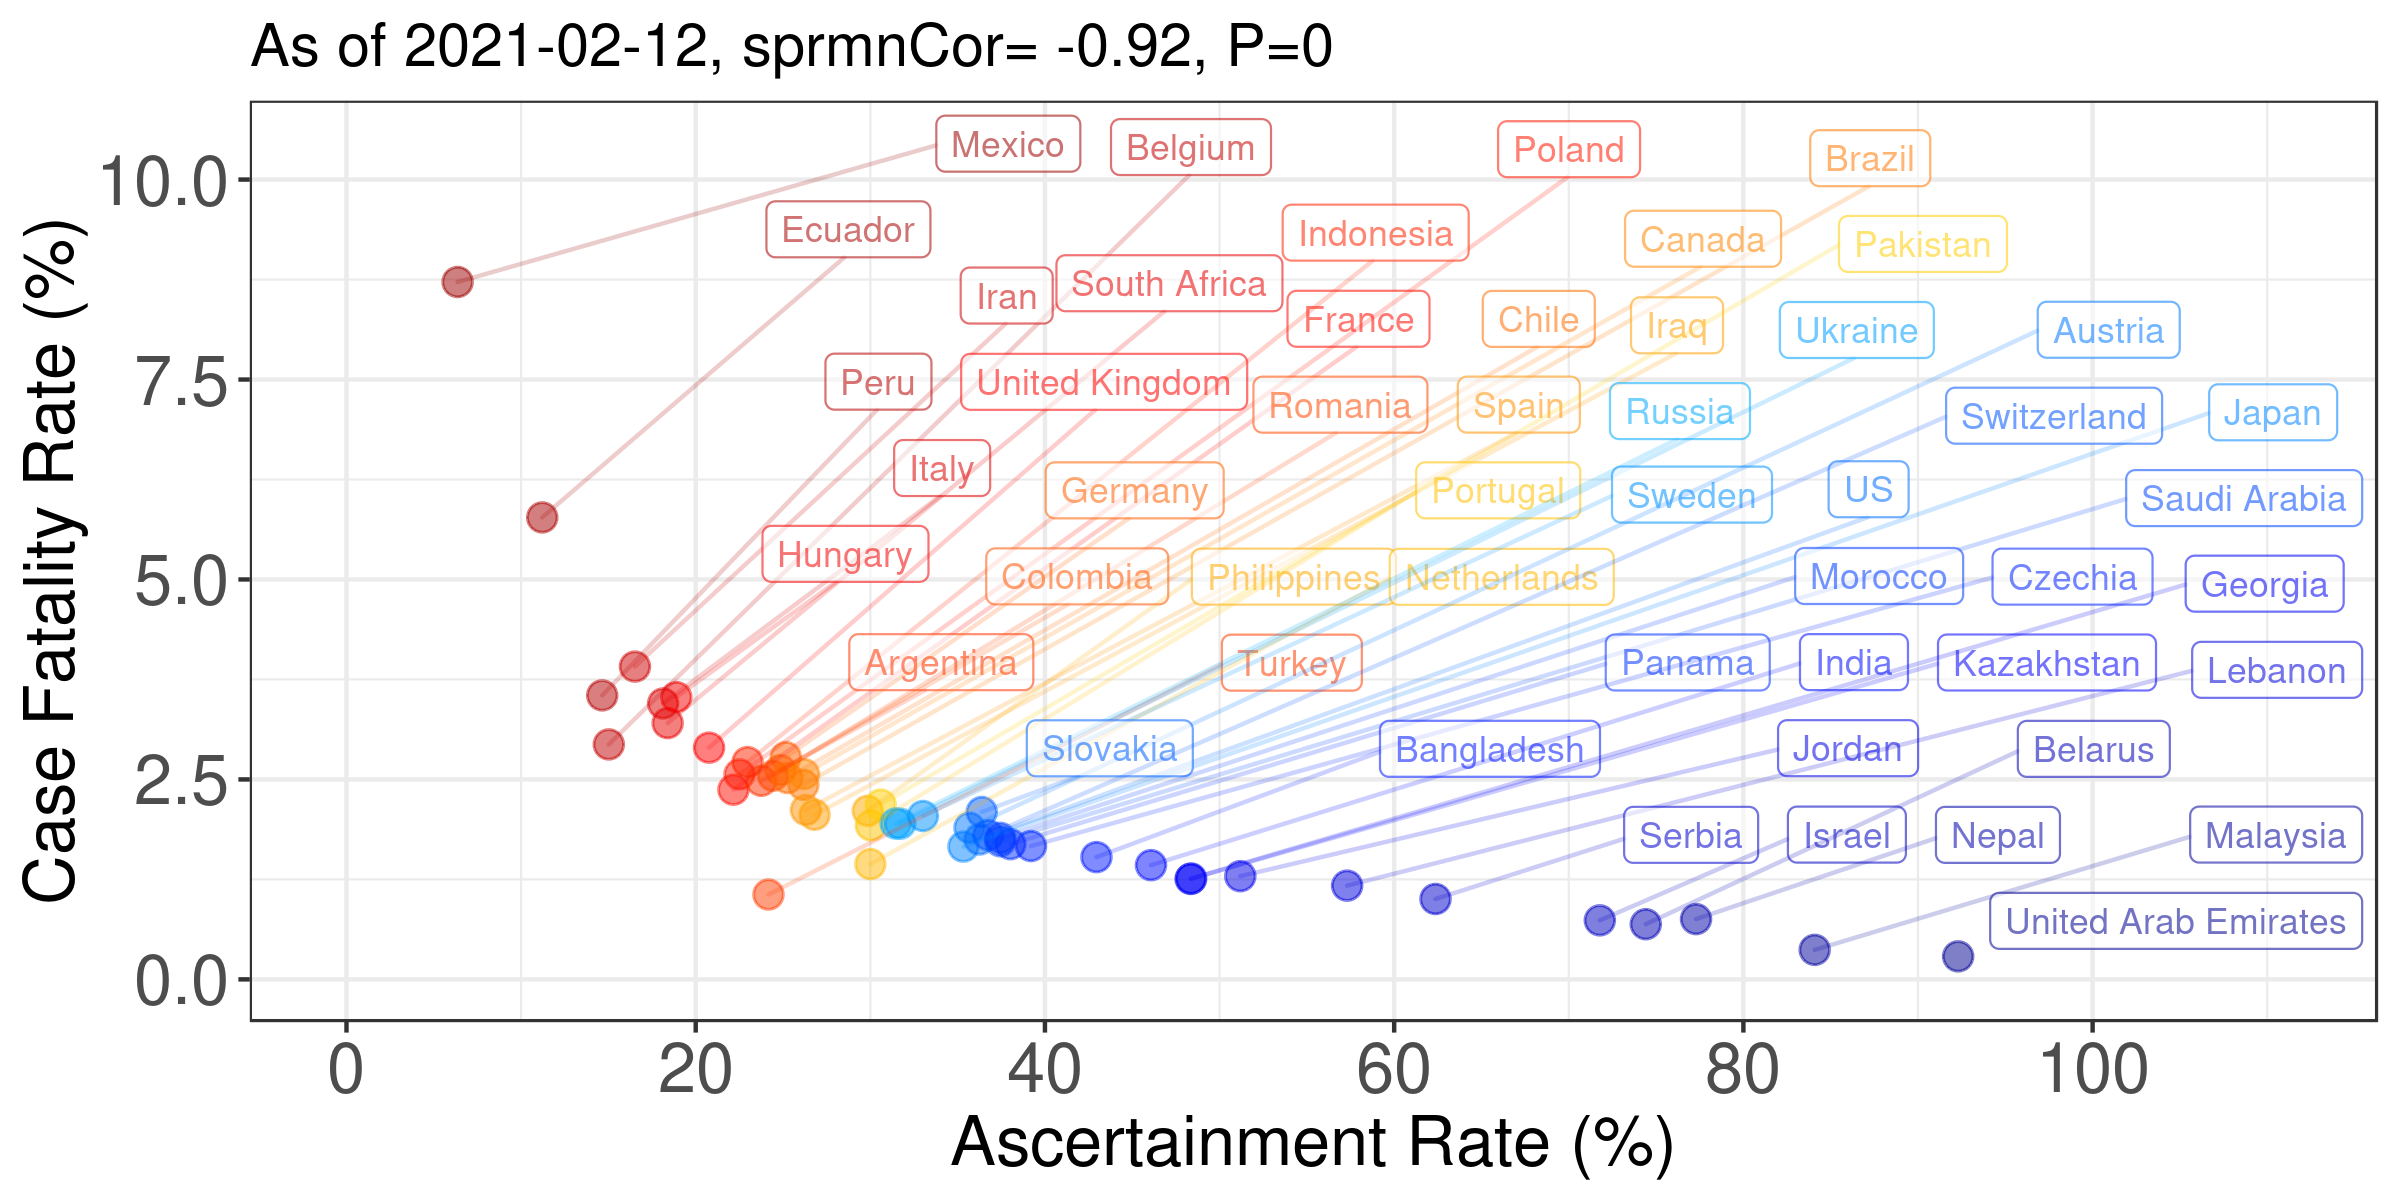 As of 2021-02-12, sprmnCor= -0.92, P=0
Case Fatality Rate (%)
10.0
7.5
5.0
2.5
0.0
Mexico
Belgium
Poland
Brazil
Ecuador
Indonesia
Canada
Pakistan
Iran
South Africa
France
Chile
Iraq
Ukraine
Austria
Peru
United Kingdom
Romania
Spain
Russia
Switzerland
Japan
Italy
Germany
Portugal
Sweden
US
Saudi Arabia
Hungary
Colombia
Philippines
Netherlands
Morocco
Czechia
Georgia
Argentina
Turkey
Panama
India
Kazakhstan
Lebanon
Slovakia
Bangladesh
Jordan
Belarus
Serbia
Israel
Nepal
Malaysia
United Arab Emirates
0 20 40 60 80 100
Ascertainment Rate (%)